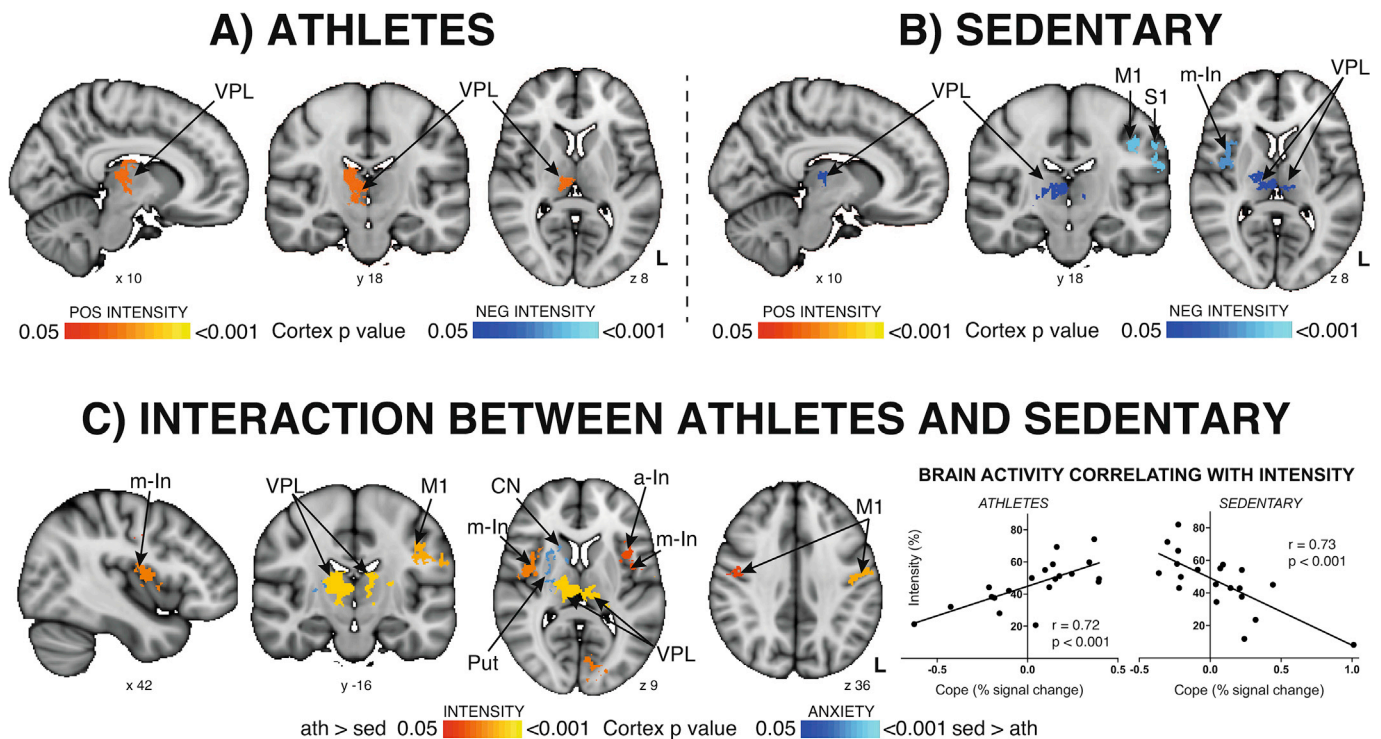 A) ATHLETES
VPL
VPL
x 10
y 18
z 8
L
POS INTENSITY
0.05
<0.001
Cortex p value
NEG INTENSITY
0.05
<0.001
B) SEDENTARY
VPL
M1
S1
m-In
VPL
x 10
y 18
z 8
L
POS INTENSITY
0.05
<0.001
Cortex p value
NEG INTENSITY
0.05
<0.001
C) INTERACTION BETWEEN ATHLETES AND SEDENTARY
m-In
x 42
VPL
M1
y -16
CN
a-In
m-In
m-In
Put
VPL
z 9
M1
z 36
L
BRAIN ACTIVITY CORRELATING WITH INTENSITY
ATHLETES
Intensity (%)
80
60
40
20
r = 0.72
p < 0.001
-0.5
0.0
0.5
Cope (% signal change)
SEDENTARY
80
60
40
20
r = 0.73
p < 0.001
-0.5
0.0
0.5
1.0
Cope (% signal change)
INTENSITY
ath > sed
0.05
<0.001
Cortex p value
ANXIETY
0.05
<0.001
sed > ath